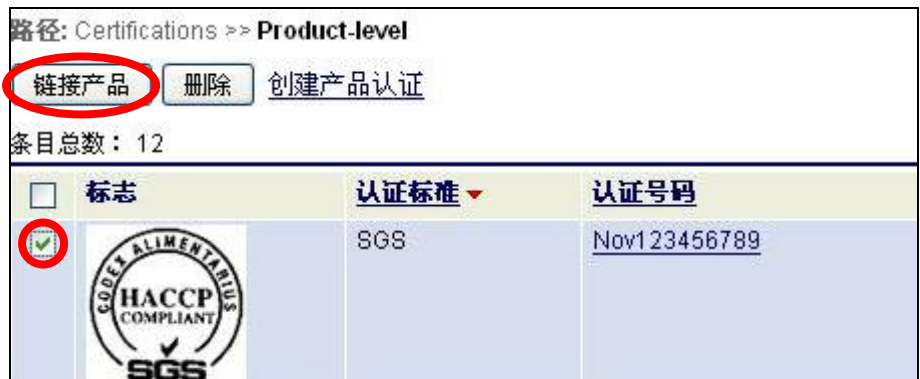 路径: Certifications >> Product-level
链接产品 删除 创建产品认证
条目总数： 12
标志 认证标准 认证号码
SGS Nov123456789
CODEX ALIMENTARIUS
HACCP
COMPLIANT
SGS